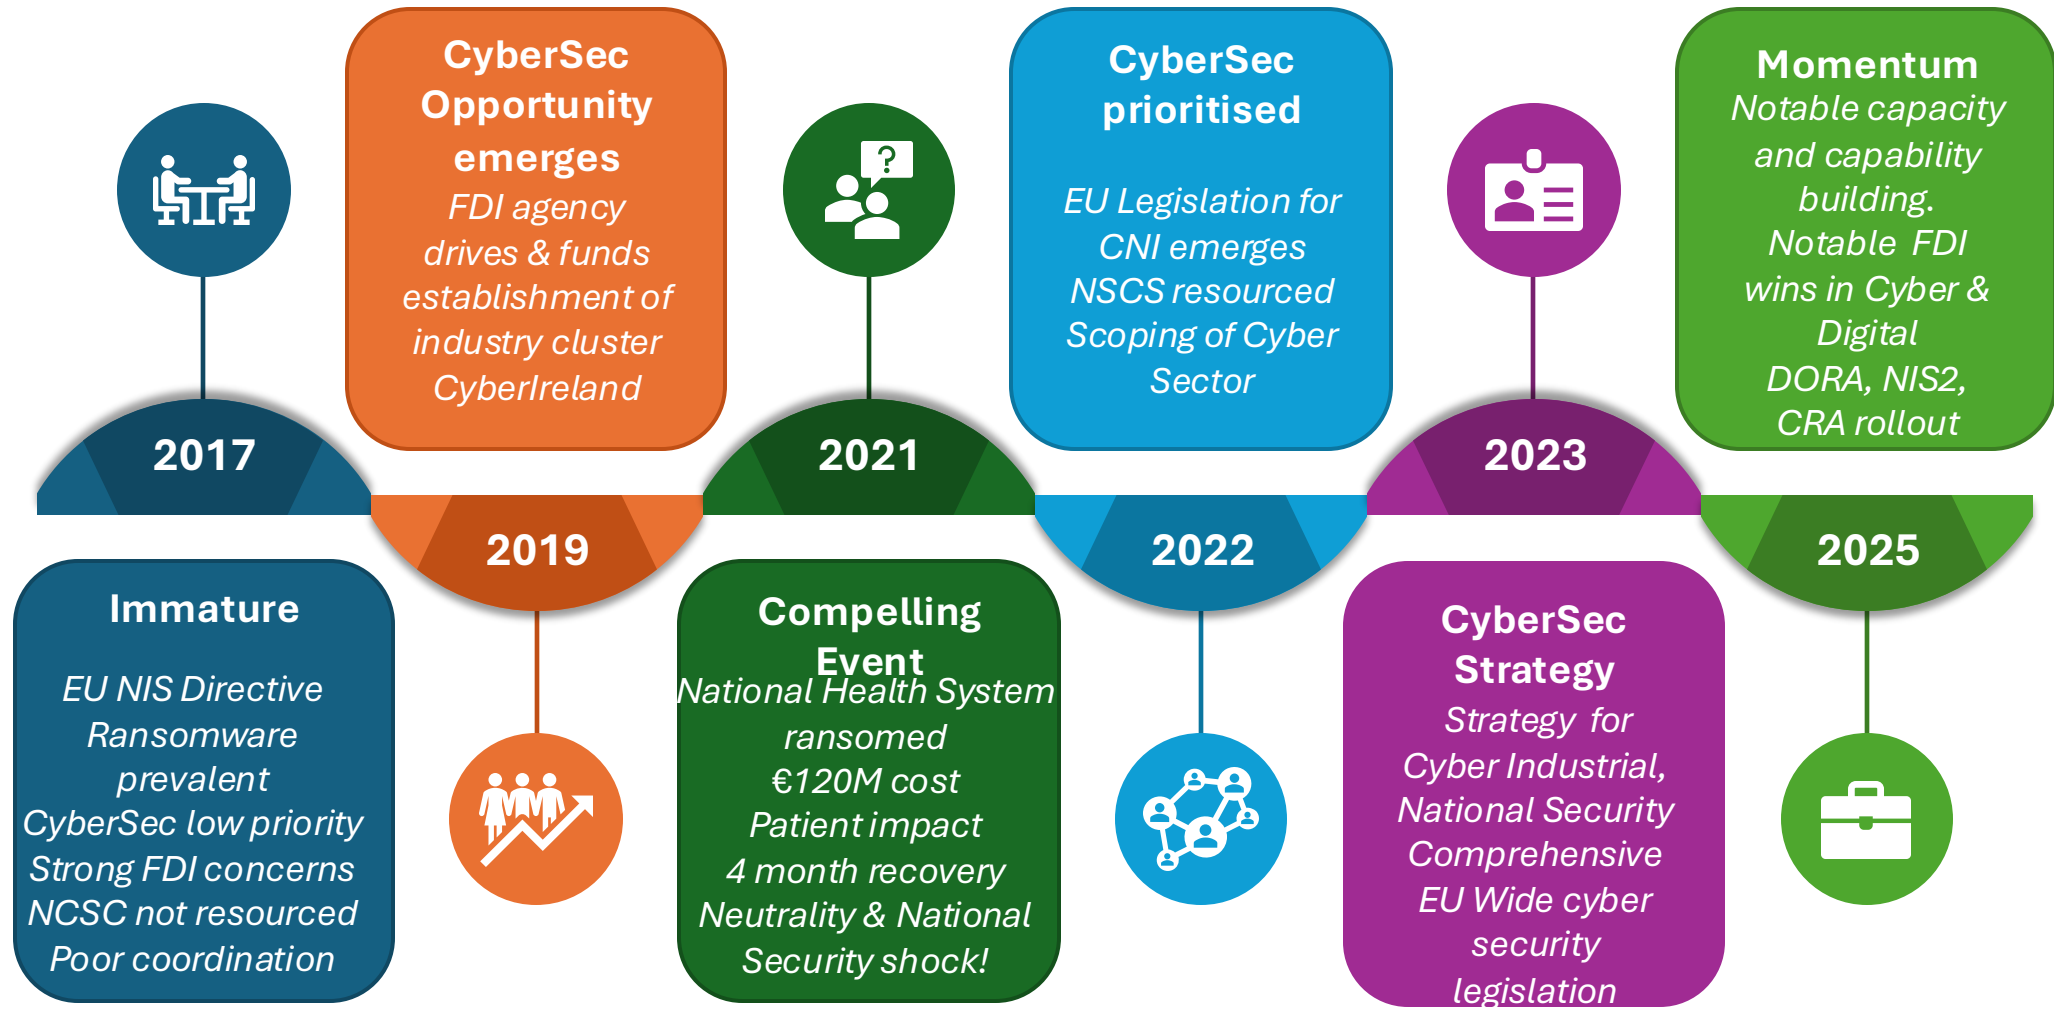 2017
Immature
EU NIS Directive
Ransomware
prevalent
CyberSec low priority
Strong FDI concerns
NCSC not resourced
Poor coordination
CyberSec
Opportunity
emerges
FDI agency
drives & funds
establishment of
industry cluster
CyberIreland
2019
?
2021
Compelling
Event
National Health System
ransomed
€120M cost
Patient impact
4 month recovery
Neutrality & National
Security shock!
CyberSec
prioritised
EU Legislation for
CNI emerges
NSCS resourced
Scoping of Cyber
Sector
2022
2023
CyberSec
Strategy
Strategy for
Cyber Industrial,
National Security
Comprehensive
EU Wide cyber
security
legislation
Momentum
Notable capacity
and capability
building.
Notable FDI
wins in Cyber &
Digital
DORA, NIS2,
CRA rollout
2025